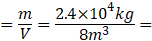 = m/V = 2.4×10⁴kg/8m³ =